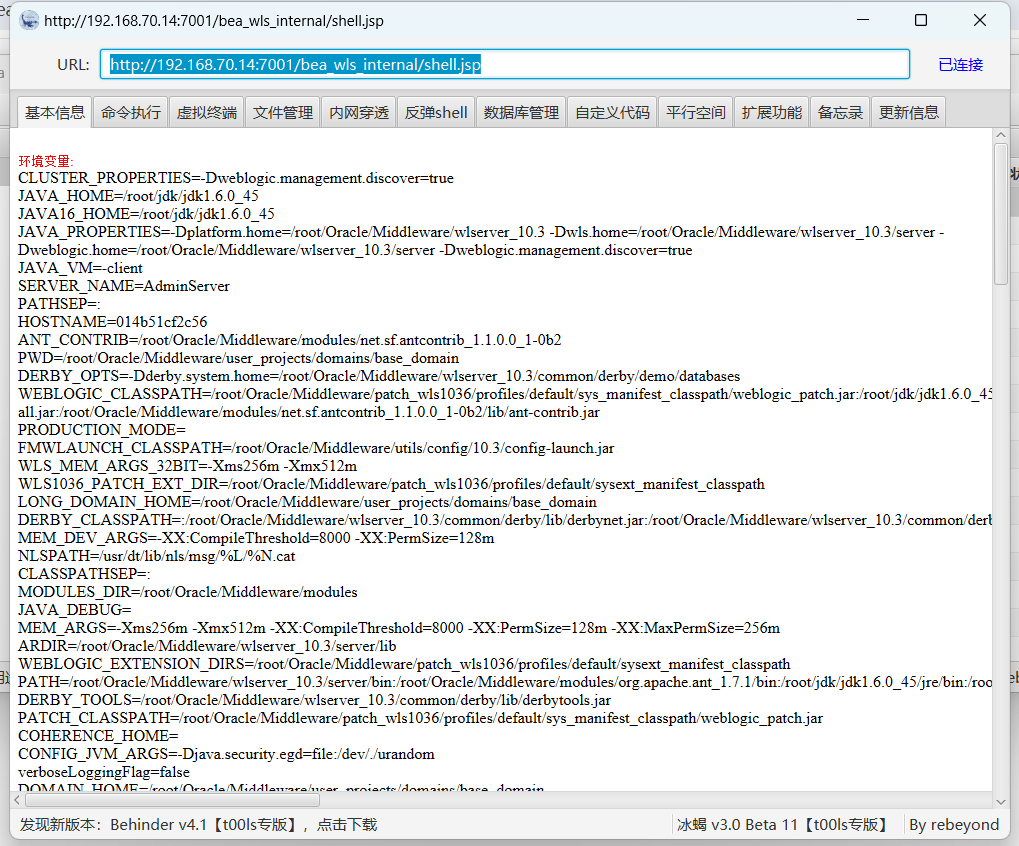 http://192.168.70.14:7001/bea_wls_internal/shell.jsp
URL: http://192.168.70.14:7001/bea_wls_internal/shell.jsp 已连接
基本信息 命令执行 虚拟终端 文件管理 内网穿透 反弹shell 数据库管理 自定义代码 平行空间 扩展功能 备忘录 更新信息
环境变量:
CLUSTER_PROPERTIES=-Dweblogic.management.discover=true
JAVA_HOME=/root/jdk/jdk1.6.0_45
JAVA16_HOME=/root/jdk/jdk1.6.0_45
JAVA_PROPERTIES=-Dplatform.home=/root/Oracle/Middleware/wlserver_10.3 -Dwls.home=/root/Oracle/Middleware/wlserver_10.3/server -
Dweblogic.home=/root/Oracle/Middleware/wlserver_10.3/server -Dweblogic.management.discover=true
JAVA_VM=-client
SERVER_NAME=AdminServer
PATHSEP=:
HOSTNAME=014b51cf2c56
ANT_CONTRIB=/root/Oracle/Middleware/modules/net.sf.antcontrib_1.1.0.0_1-0b2
PWD=/root/Oracle/Middleware/user_projects/domains/base_domain
DERBY_OPTS=-Dderby.system.home=/root/Oracle/Middleware/wlserver_10.3/common/derby/demo/databases
WEBLOGIC_CLASSPATH=/root/Oracle/Middleware/patch_wls1036/profiles/default/sys_manifest_classpath/weblogic_patch.jar:/root/jdk/jdk1.6.0_45
all.jar:/root/Oracle/Middleware/modules/net.sf.antcontrib_1.1.0.0_1-0b2/lib/ant-contrib.jar
PRODUCTION_MODE=
FMWLAUNCH_CLASSPATH=/root/Oracle/Middleware/utils/config/10.3/config-launch.jar
WLS_MEM_ARGS_32BIT=-Xms256m -Xmx512m
WLS1036_PATCH_EXT_DIR=/root/Oracle/Middleware/patch_wls1036/profiles/default/sysext_manifest_classpath
LONG_DOMAIN_HOME=/root/Oracle/Middleware/user_projects/domains/base_domain
DERBY_CLASSPATH=:/root/Oracle/Middleware/wlserver_10.3/common/derby/lib/derbynet.jar:/root/Oracle/Middleware/wlserver_10.3/common/derb
MEM_DEV_ARGS=-XX:CompileThreshold=8000 -XX:PermSize=128m
NLSPATH=/usr/dt/lib/nls/msg/%L/%N.cat
CLASSPATHSEP=:
MODULES_DIR=/root/Oracle/Middleware/modules
JAVA_DEBUG=
MEM_ARGS=-Xms256m -Xmx512m -XX:CompileThreshold=8000 -XX:PermSize=128m -XX:MaxPermSize=256m
ARDIR=/root/Oracle/Middleware/wlserver_10.3/server/lib
WEBLOGIC_EXTENSION_DIRS=/root/Oracle/Middleware/patch_wls1036/profiles/default/sysext_manifest_classpath
PATH=/root/Oracle/Middleware/wlserver_10.3/server/bin:/root/Oracle/Middleware/modules/org.apache.ant_1.7.1/bin:/root/jdk/jdk1.6.0_45/jre/bin:/roo
DERBY_TOOLS=/root/Oracle/Middleware/wlserver_10.3/common/derby/lib/derbytools.jar
PATCH_CLASSPATH=/root/Oracle/Middleware/patch_wls1036/profiles/default/sys_manifest_classpath/weblogic_patch.jar
COHERENCE_HOME=
CONFIG_JVM_ARGS=-Djava.security.egd=file:/dev/./urandom
verboseLoggingFlag=false
DOMAIN_HOME=/root/Oracle/Middleware/user_projects/domains/base_domain
发现新版本：Behinder v4.1【t00ls专版】，点击下载 冰蝎 v3.0 Beta 11【t00ls专版】 By rebeyond